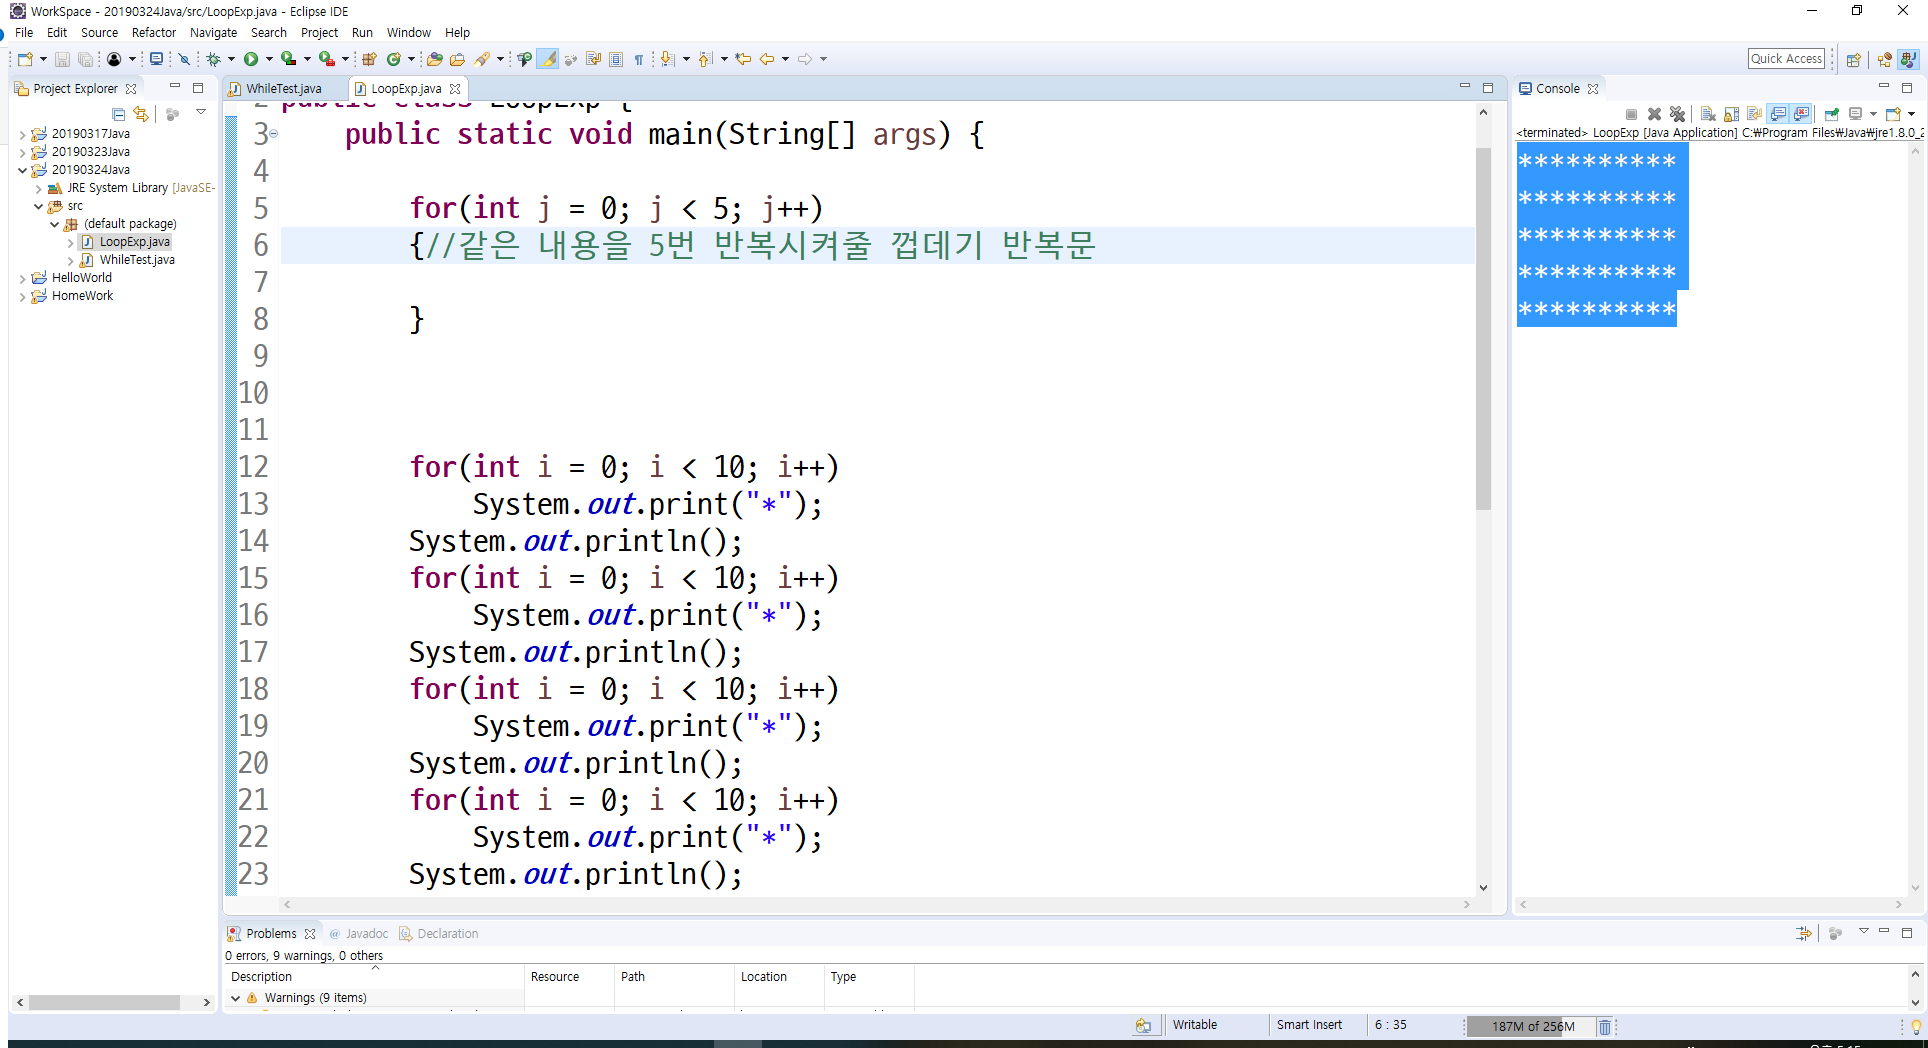 WorkSpace - 20190324Java/src/LoopExp.java - Eclipse IDE
File Edit Source Refactor Navigate Search Project Run Window Help
Quick Access
Project Explorer
20190317Java
20190323Java
20190324Java
JRE System Library [JavaSE-
src
(default package)
LoopExp.java
WhileTest.java
HelloWorld
HomeWork
WhileTest.java LoopExp.java
2 public class LoopExp {
3 public static void main(String[] args) {
4
5 for(int j = 0; j < 5; j++)
6 {//같은 내용을 5번 반복시켜줄 껍데기 반복문
7
8 }
9
10
11
12 for(int i = 0; i < 10; i++)
13 System.out.print("*");
14 System.out.println();
15 for(int i = 0; i < 10; i++)
16 System.out.print("*");
17 System.out.println();
18 for(int i = 0; i < 10; i++)
19 System.out.print("*");
20 System.out.println();
21 for(int i = 0; i < 10; i++)
22 System.out.print("*");
23 System.out.println();
Console
<terminated> LoopExp [Java Application] C:₩Program Files₩Java₩jre1.8.0_2
**********
**********
**********
**********
**********
Problems @ Javadoc Declaration
0 errors, 9 warnings, 0 others
Description Resource Path Location Type
Warnings (9 items)
Writable Smart Insert 6 : 35 187M of 256M